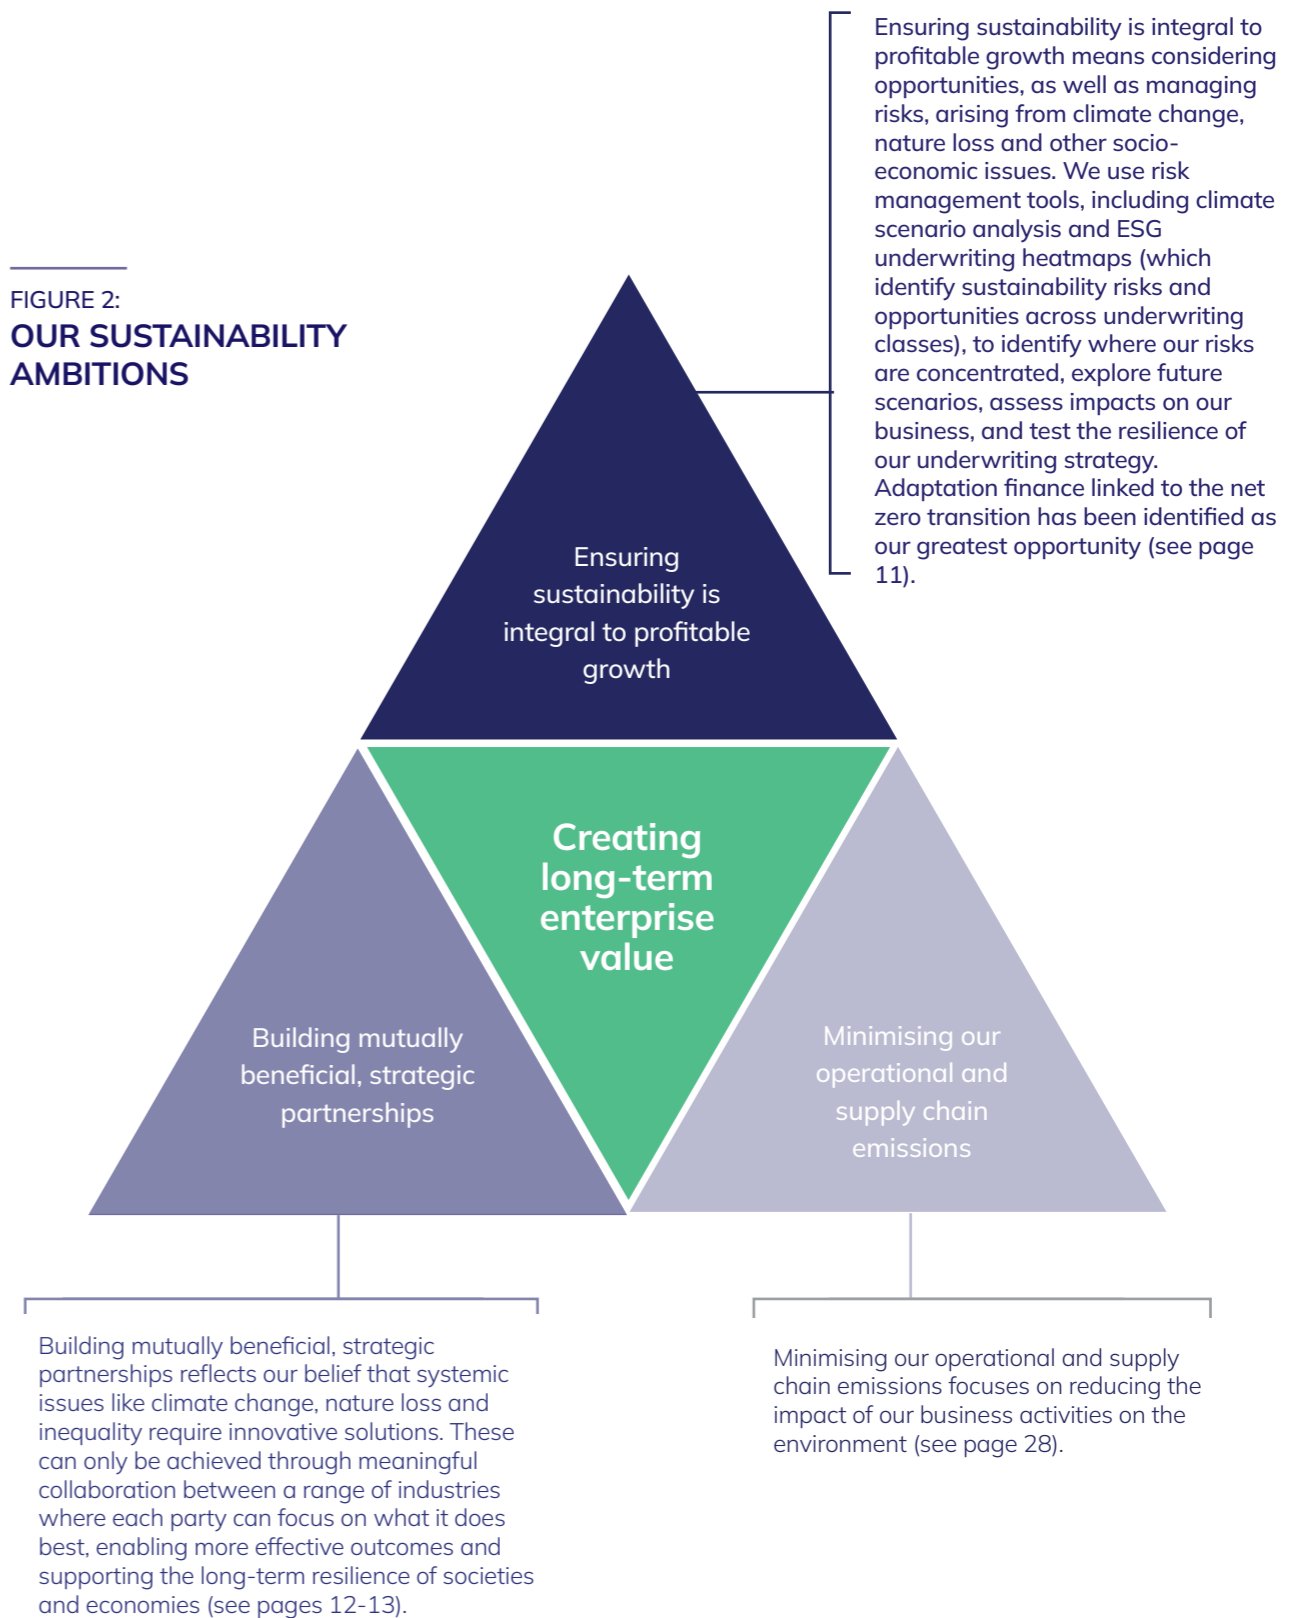 FIGURE 2:
OUR SUSTAINABILITY
AMBITIONS
Ensuring sustainability is integral to
profitable growth means considering
opportunities, as well as managing
risks, arising from climate change,
nature loss and other socio-
economic issues. We use risk
management tools, including climate
scenario analysis and ESG
underwriting heatmaps (which
identify sustainability risks and
opportunities across underwriting
classes), to identify where our risks
are concentrated, explore future
scenarios, assess impacts on our
business, and test the resilience of
our underwriting strategy.
Adaptation finance linked to the net
zero transition has been identified as
our greatest opportunity (see page
11).
Ensuring
sustainability is
integral to profitable
growth
Creating
long-term
enterprise
value
Building mutually
beneficial, strategic
partnerships
Minimising our
operational and
supply chain
emissions
Building mutually beneficial, strategic
partnerships reflects our belief that systemic
issues like climate change, nature loss and
inequality require innovative solutions. These
can only be achieved through meaningful
collaboration between a range of industries
where each party can focus on what it does
best, enabling more effective outcomes and
supporting the long-term resilience of societies
and economies (see pages 12-13).
Minimising our operational and supply
chain emissions focuses on reducing the
impact of our business activities on the
environment (see page 28).